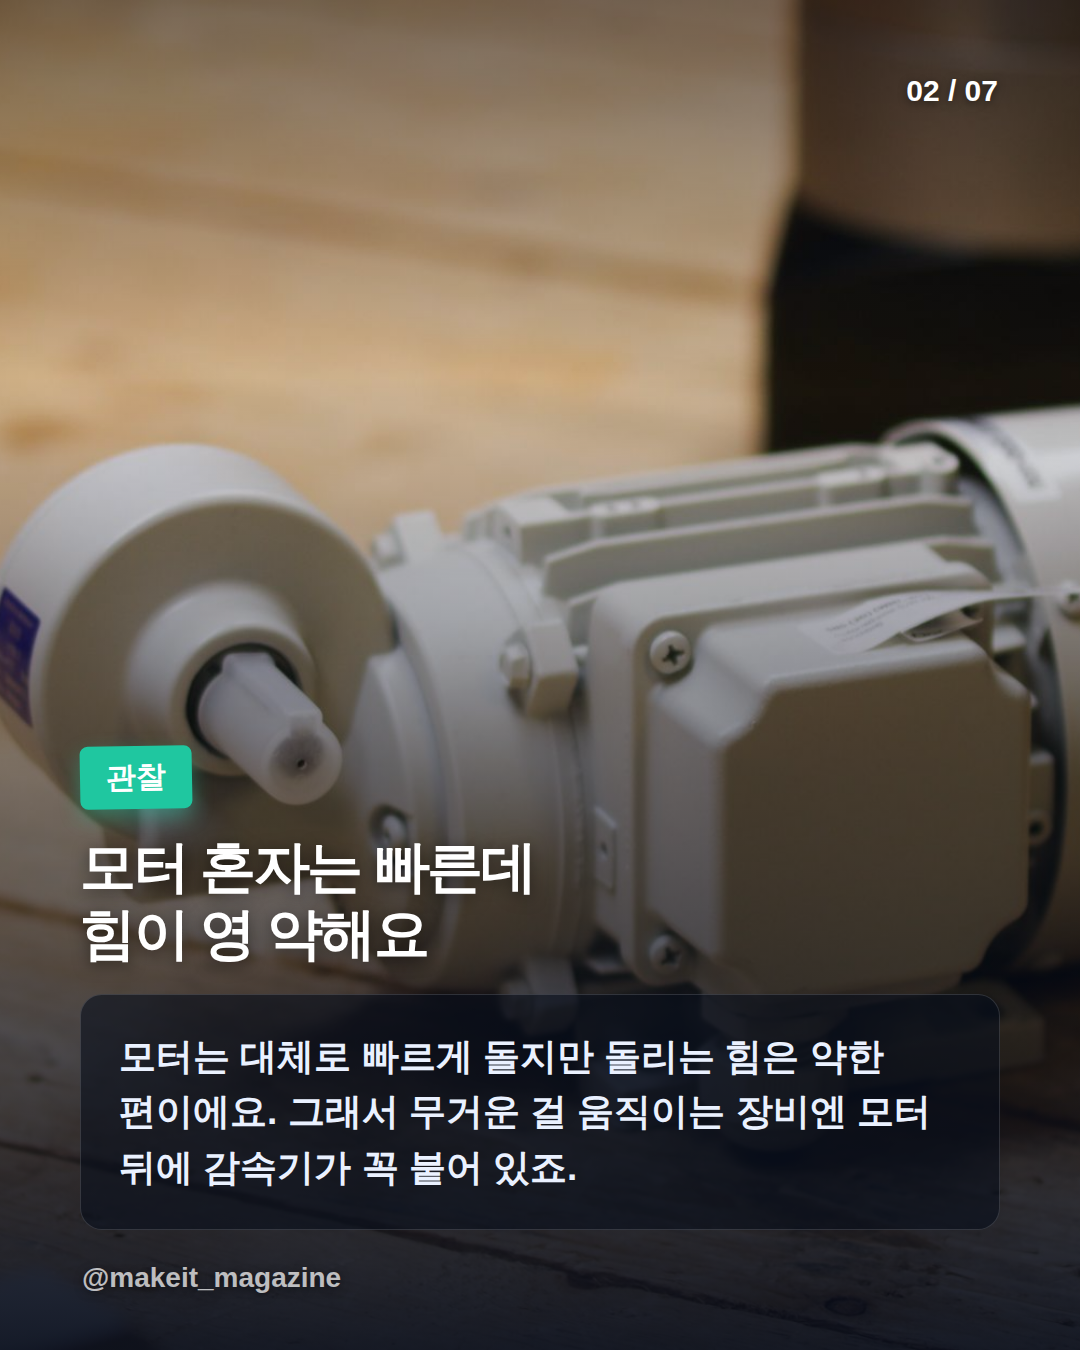 02 / 07
관찰
모터 혼자는 빠른데
힘이 영 약해요
모터는 대체로 빠르게 돌지만 돌리는 힘은 약한
편이에요. 그래서 무거운 걸 움직이는 장비엔 모터
뒤에 감속기가 꼭 붙어 있죠.
@makeit_magazine